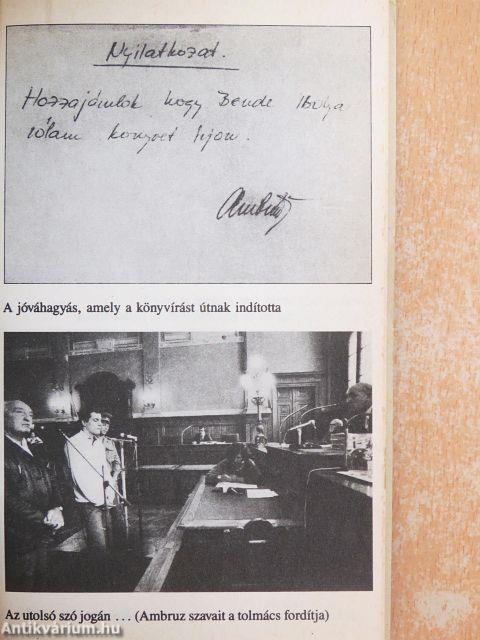 Nyilatkozat.
Hozzájárulok hogy Bende Ibolya
rólam könyvet írjon.
A jóváhagyás, amely a könyvírást útnak indította
Az utolsó szó jogán ... (Ambruz szavait a tolmács fordítja)
Antikvárium.hu